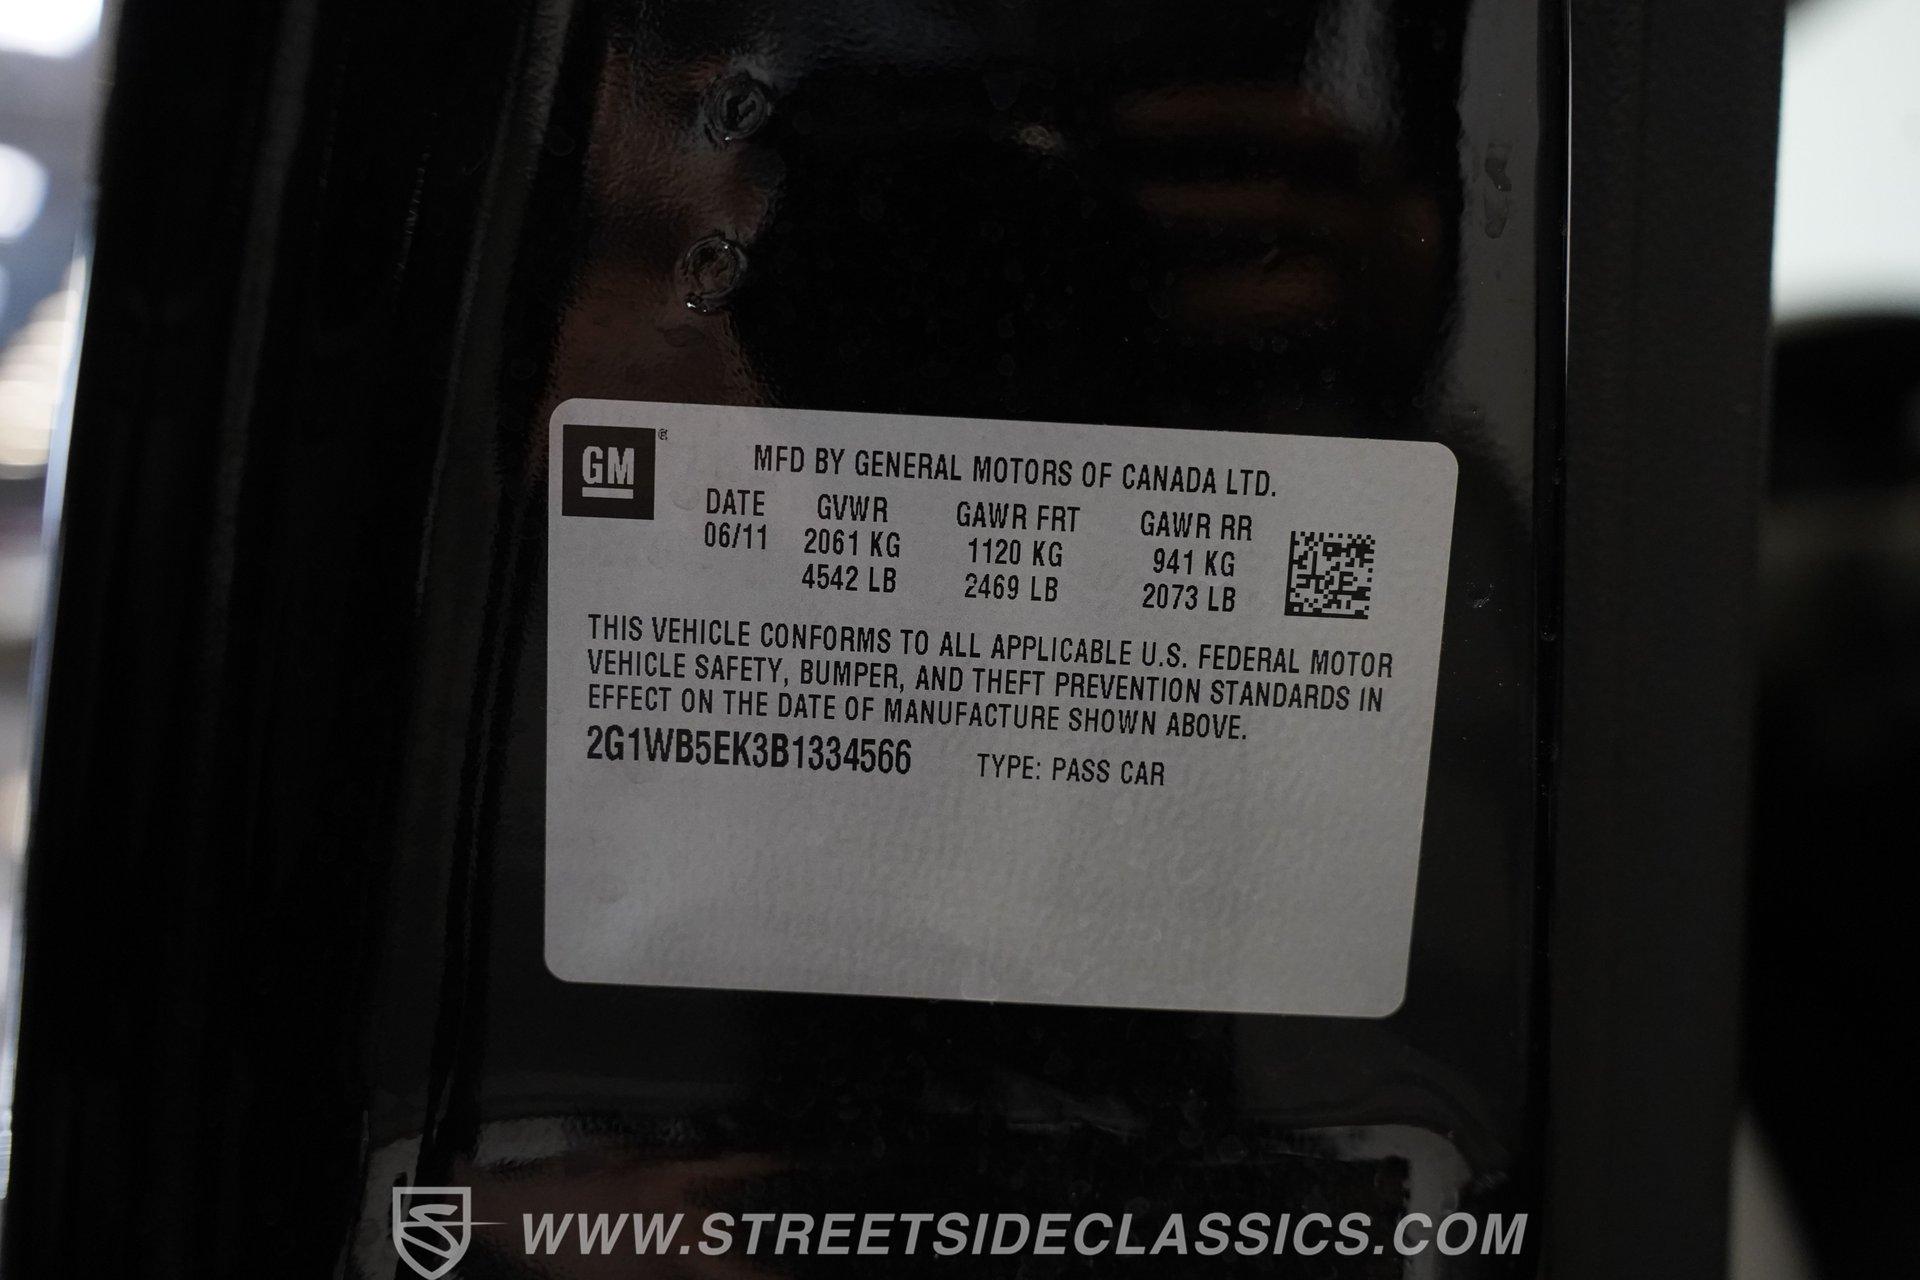 GM
MFD BY GENERAL MOTORS OF CANADA LTD.
DATE GVWR GAWR FRT GAWR RR
06/11 2061 KG 1120 KG 941 KG
4542 LB 2469 LB 2073 LB
THIS VEHICLE CONFORMS TO ALL APPLICABLE U.S. FEDERAL MOTOR
VEHICLE SAFETY, BUMPER, AND THEFT PREVENTION STANDARDS IN
EFFECT ON THE DATE OF MANUFACTURE SHOWN ABOVE.
2G1WB5EK3B1334566 TYPE: PASS CAR
WWW.STREETSIDECLASSICS.COM